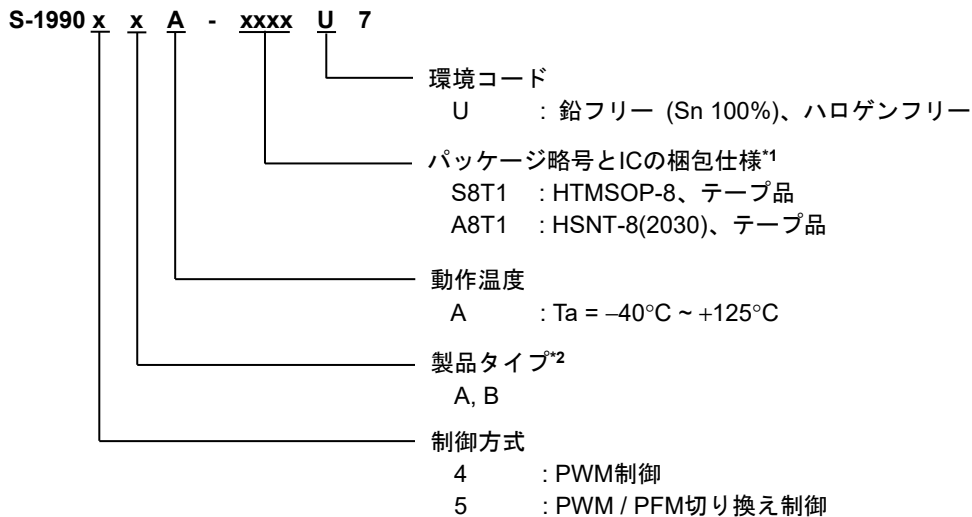 S-1990 x x A - xxxx U 7
環境コード
U : 鉛フリー (Sn 100%)、ハロゲンフリー
パッケージ略号とICの梱包仕様*1
S8T1 : HTMSOP-8、テープ品
A8T1 : HSNT-8(2030)、テープ品
動作温度
A : Ta = −40°C ~ +125°C
製品タイプ*2
A, B
制御方式
4 : PWM制御
5 : PWM / PFM切り換え制御